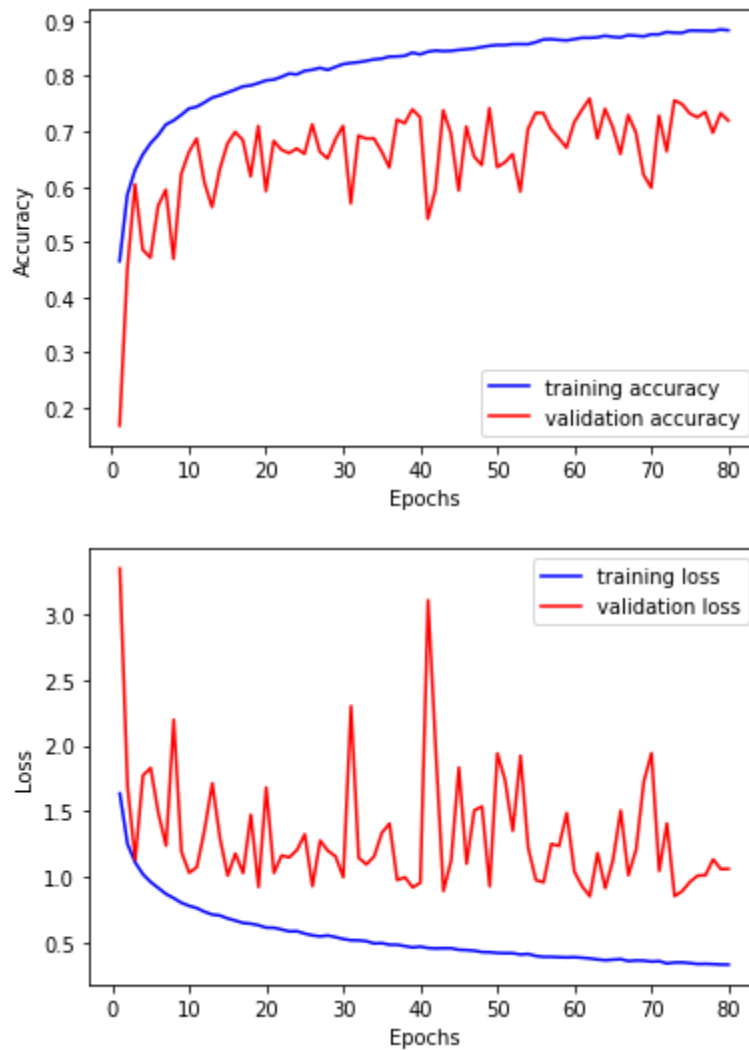 0.9
0.8
0.7
0.6
0.5
0.4
0.3
0.2
Accuracy
training accuracy
validation accuracy
0 10 20 30 40 50 60 70 80
Epochs
training loss
validation loss
3.0
2.5
2.0
1.5
1.0
0.5
Loss
0 10 20 30 40 50 60 70 80
Epochs